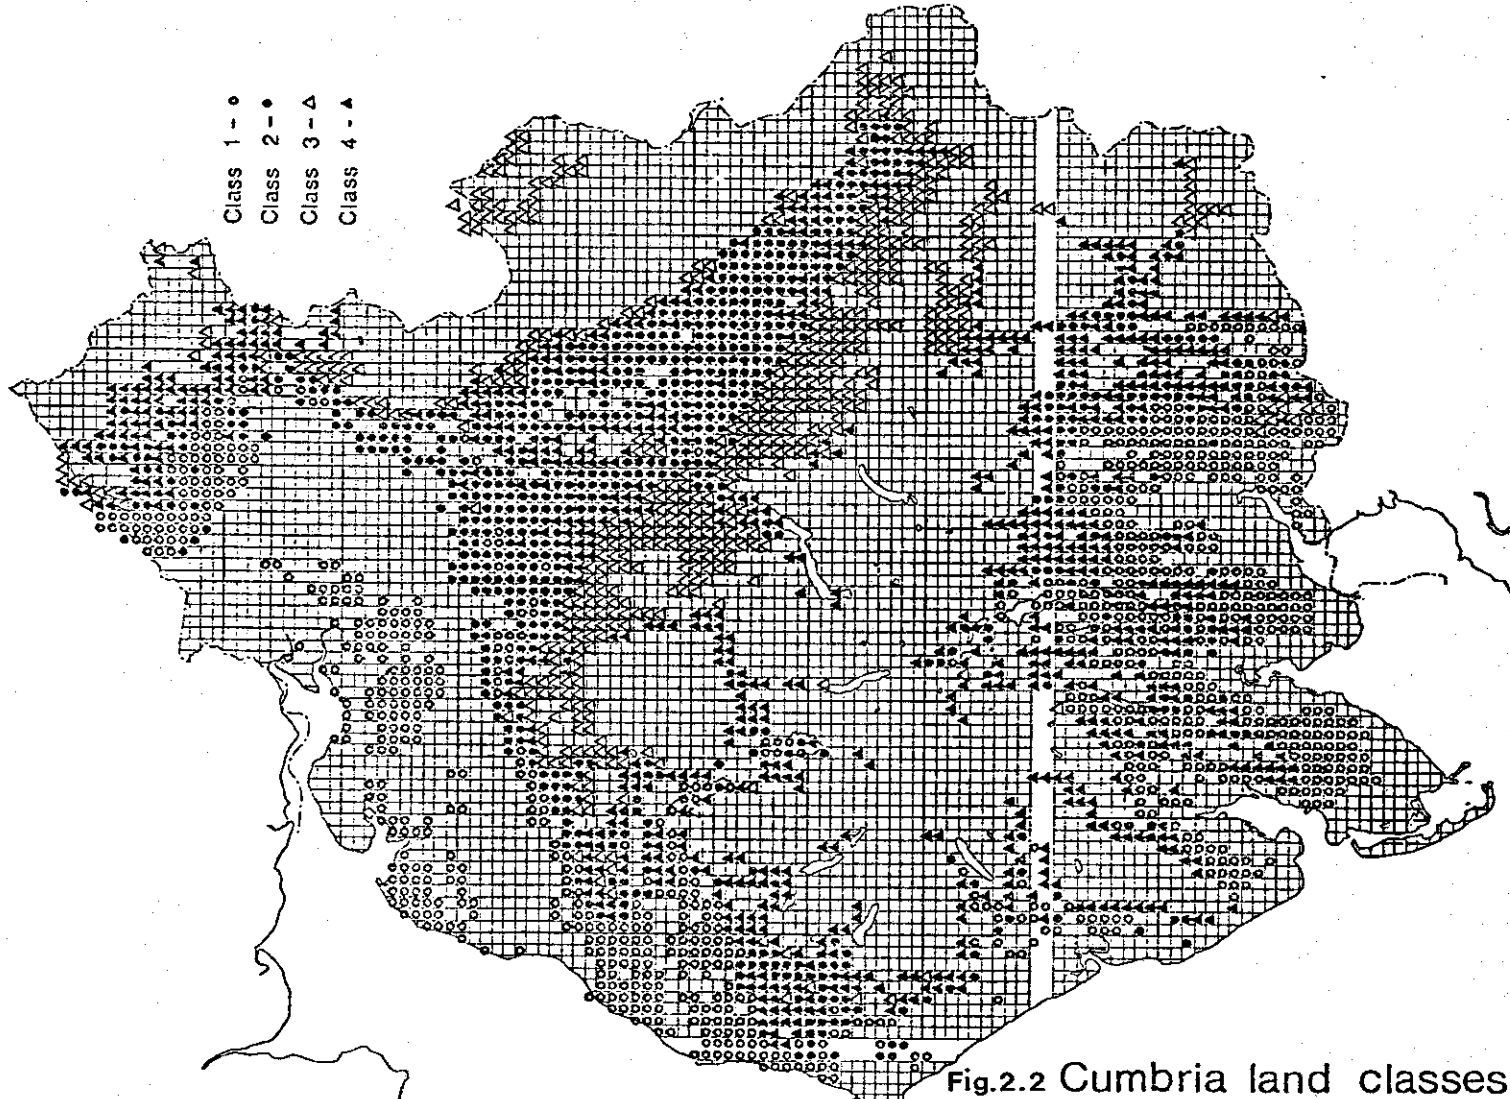 Class 1 - o
Class 2 - ●
Class 3 - △
Class 4 - ▲
Fig.2.2 Cumbria land classes